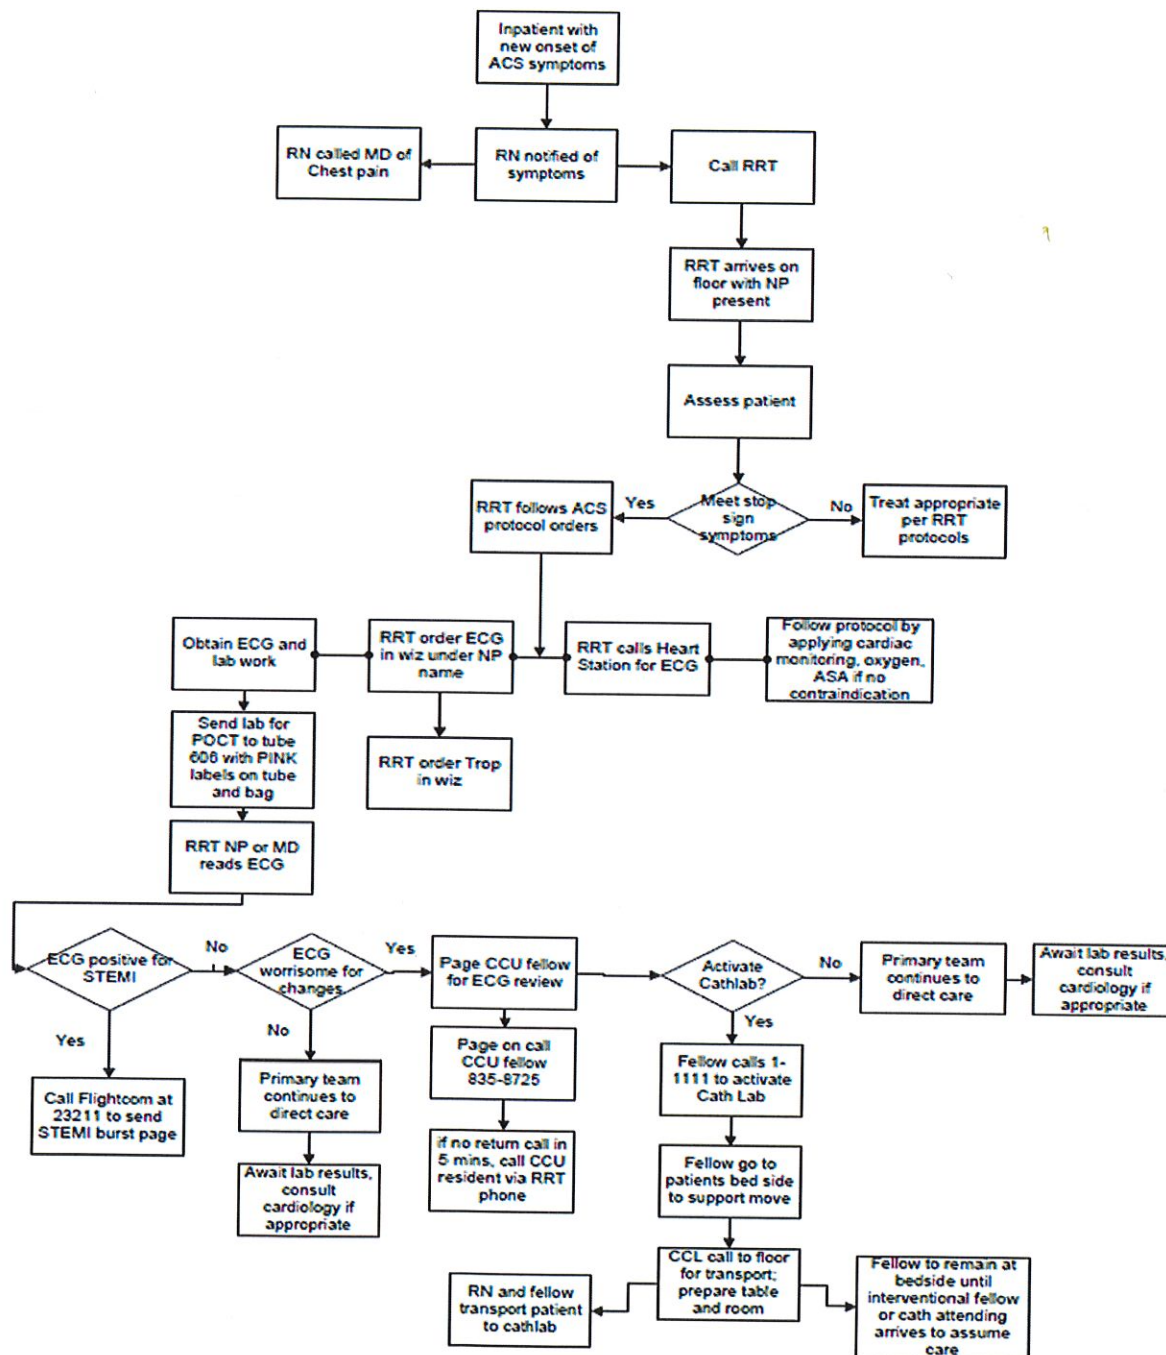 Inpatient with
new onset of
ACS symptoms
RN called MD of
Chest pain
RN notified of
symptoms
Call RRT
RRT arrives on
floor with NP
present
Assess patient
RRT follows ACS
protocol orders
Yes
Meet stop
sign
symptoms
No
Treat appropriate
per RRT
protocols
Obtain ECG and
lab work
RRT order ECG
in wiz under NP
name
RRT calls Heart
Station for ECG
Follow protocol by
applying cardiac
monitoring, oxygen,
ASA if no
contraindication
Send lab for
POCT to tube
606 with PINK
labels on tube
and bag
RRT order Trop
in wiz
RRT NP or MD
reads ECG
ECG positive for
STEMI
No
ECG
worrisome for
changes
Yes
Page CCU fellow
for ECG review
Activate
Cathlab?
No
Primary team
continues to
direct care
Await lab results,
consult
cardiology if
appropriate
Yes
No
Yes
Call Flightcom at
23211 to send
STEMI burst page
Primary team
continues to
direct care
Page on call
CCU fellow
835-8725
Fellow calls 1-
1111 to activate
Cath Lab
Await lab results,
consult
cardiology if
appropriate
if no return call in
5 mins, call CCU
resident via RRT
phone
Fellow go to
patients bed side
to support move
RN and fellow
transport patient
to cathlab
CCL call to floor
for transport;
prepare table
and room
Fellow to remain at
bedside until
interventional fellow
or cath attending
arrives to assume
care